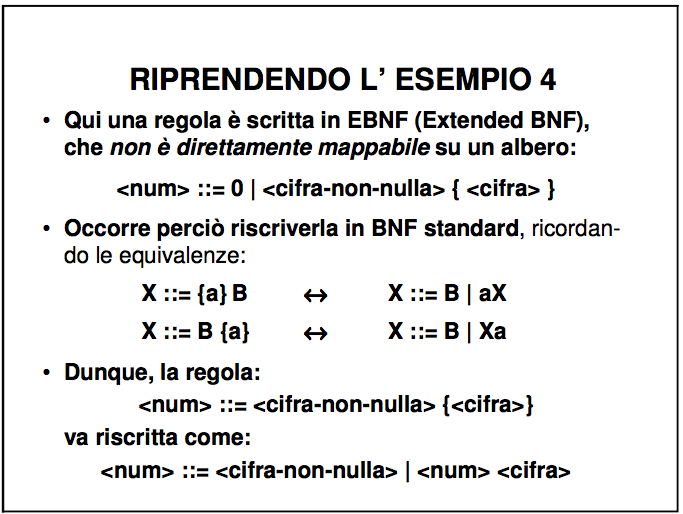 RIPRENDENDO L' ESEMPIO 4
• Qui una regola è scritta in EBNF (Extended BNF),
che non è direttamente mappabile su un albero:
<num> ::= 0 | <cifra-non-nulla> { <cifra> }
• Occorre perciò riscriverla in BNF standard, ricordan-
do le equivalenze:
X ::= {a} B ↔ X ::= B | aX
X ::= B {a} ↔ X ::= B | Xa
• Dunque, la regola:
<num> ::= <cifra-non-nulla> {<cifra>}
va riscritta come:
<num> ::= <cifra-non-nulla> | <num> <cifra>